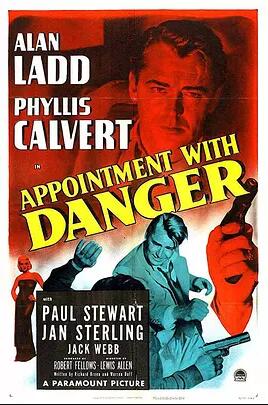 ALAN
LADD
PHYLLIS
CALVERT
IN
APPOINTMENT WITH
DANGER
with
PAUL STEWART
JAN STERLING
JACK WEBB
PRODUCED BY DIRECTED BY
ROBERT FELLOWS · LEWIS ALLEN
Written by Richard Breen and Warren Duff
A PARAMOUNT PICTURE